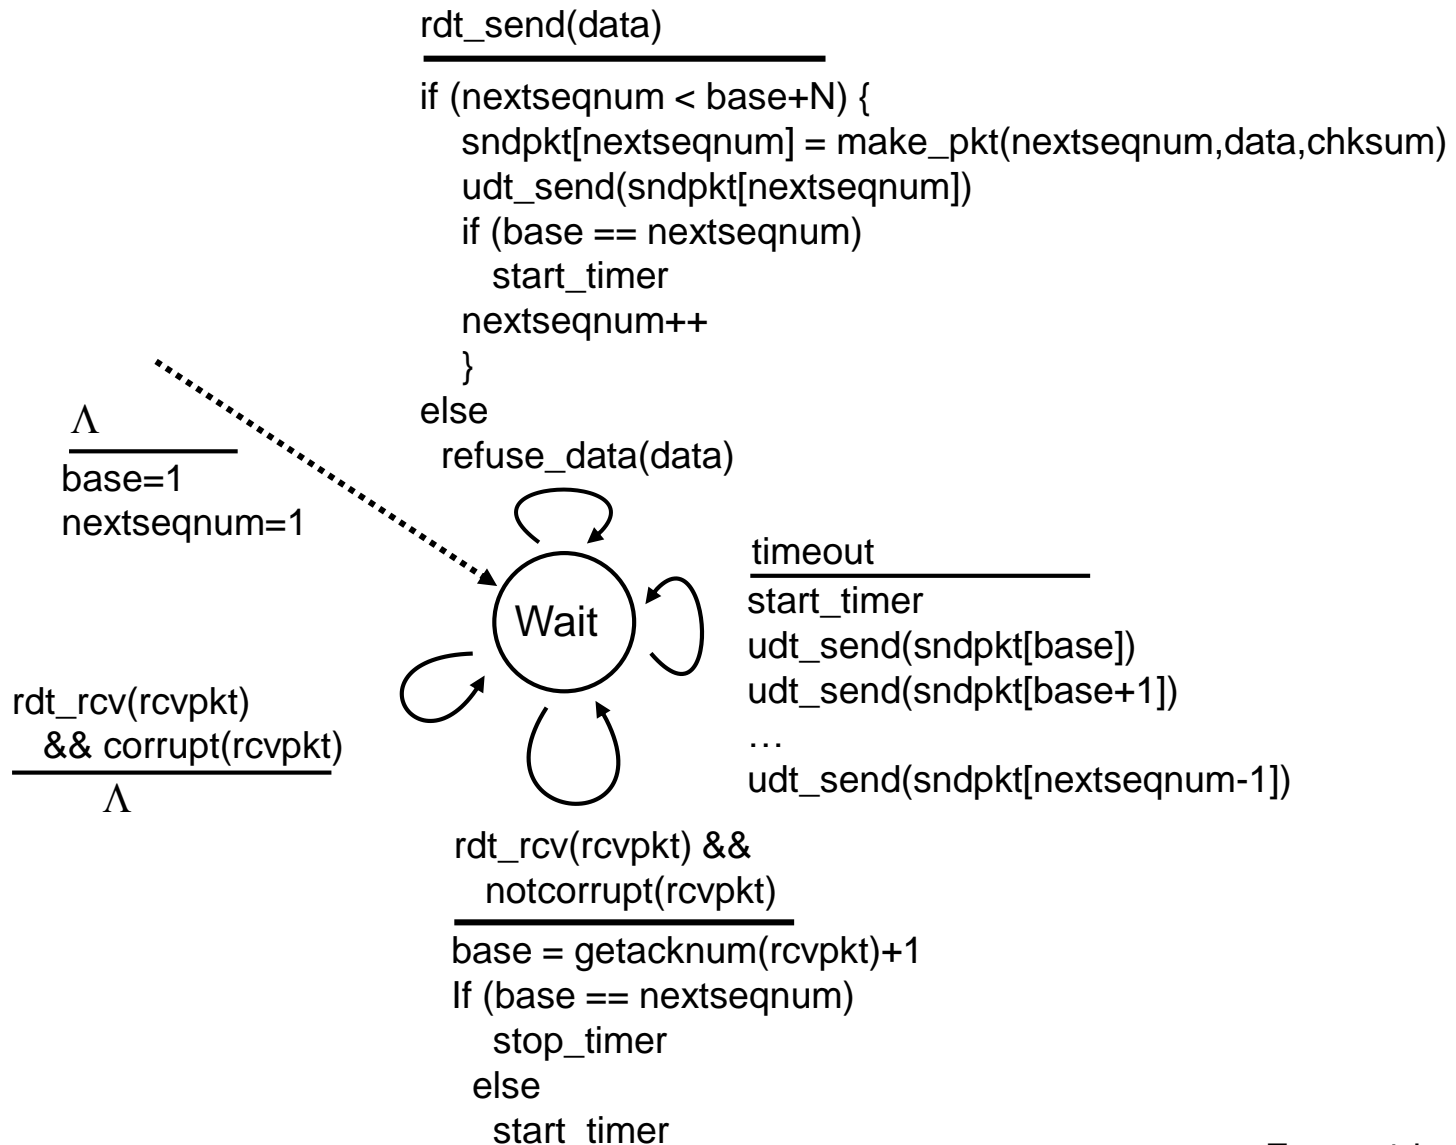 rdt_send(data)
if (nextseqnum < base+N) {
sndpkt[nextseqnum] = make_pkt(nextseqnum,data,chksum)
udt_send(sndpkt[nextseqnum])
if (base == nextseqnum)
start_timer
nextseqnum++
}
else
refuse_data(data)
Λ
base=1
nextseqnum=1
Wait
timeout
start_timer
udt_send(sndpkt[base])
udt_send(sndpkt[base+1])
…
udt_send(sndpkt[nextseqnum-1])
rdt_rcv(rcvpkt)
&& corrupt(rcvpkt)
Λ
rdt_rcv(rcvpkt) &&
notcorrupt(rcvpkt)
base = getacknum(rcvpkt)+1
If (base == nextseqnum)
stop_timer
else
start_timer